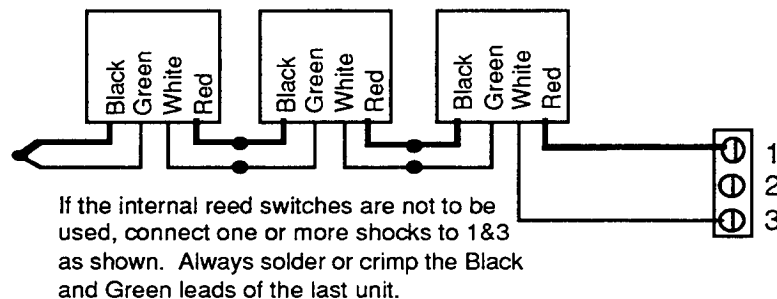 Black Green White Red Black Green White Red Black Green White Red
1
2
3
If the internal reed switches are not to be
used, connect one or more shocks to 1&3
as shown. Always solder or crimp the Black
and Green leads of the last unit.